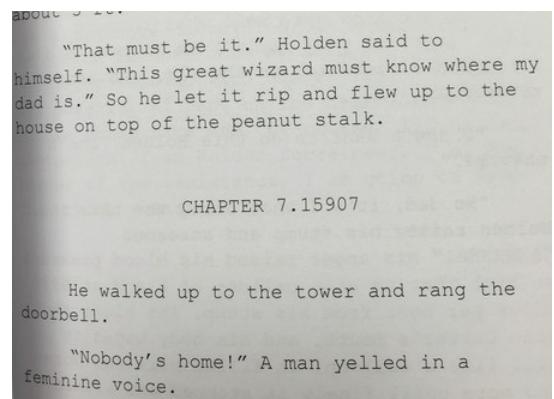 "That must be it." Holden said to
himself. "This great wizard must know where my
dad is." So he let it rip and flew up to the
house on top of the peanut stalk.
CHAPTER 7.15907
He walked up to the tower and rang the
doorbell.
"Nobody's home!" A man yelled in a
feminine voice.